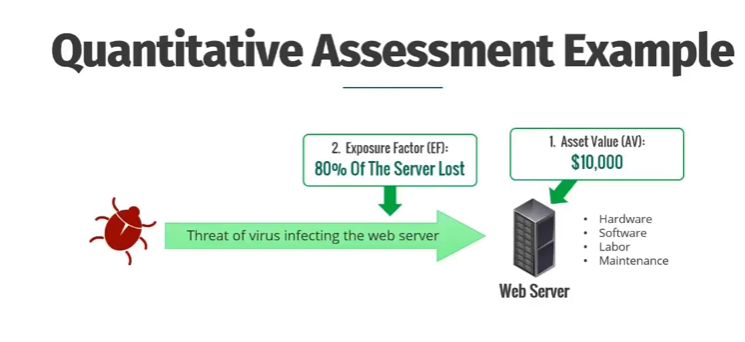 Quantitative Assessment Example
2. Exposure Factor (EF):
80% Of The Server Lost
1. Asset Value (AV):
$10,000
Threat of virus infecting the web server
• Hardware
• Software
• Labor
• Maintenance
Web Server